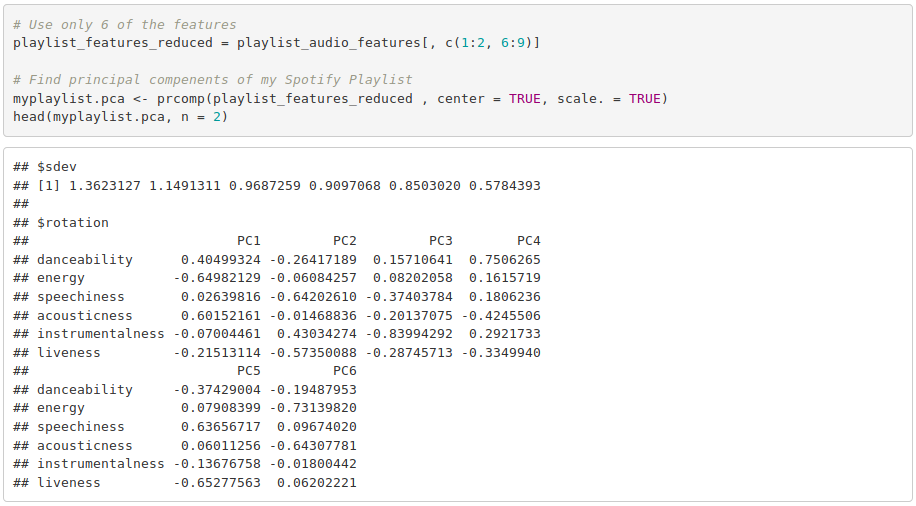 # Use only 6 of the features
playlist_features_reduced = playlist_audio_features[, c(1:2, 6:9)]
# Find principal compenents of my Spotify Playlist
myplaylist.pca <- prcomp(playlist_features_reduced , center = TRUE, scale. = TRUE)
head(myplaylist.pca, n = 2)
## $sdev
## [1] 1.3623127 1.1491311 0.9687259 0.9097068 0.8503020 0.5784393
##
## $rotation
##                          PC1         PC2         PC3        PC4
## danceability      0.40499324 -0.26417189  0.15710641  0.7506265
## energy           -0.64982129 -0.06084257  0.08202058  0.1615719
## speechiness       0.02639816 -0.64202610 -0.37403784  0.1806236
## acousticness      0.60152161 -0.01468836 -0.20137075 -0.4245506
## instrumentalness -0.07004461  0.43034274 -0.83994292  0.2921733
## liveness         -0.21513114 -0.57350088 -0.28745713 -0.3349940
##                          PC5         PC6
## danceability     -0.37429004 -0.19487953
## energy            0.07908399 -0.73139820
## speechiness       0.63656717  0.09674020
## acousticness      0.06011256 -0.64307781
## instrumentalness -0.13676758 -0.01800442
## liveness         -0.65277563  0.06202221